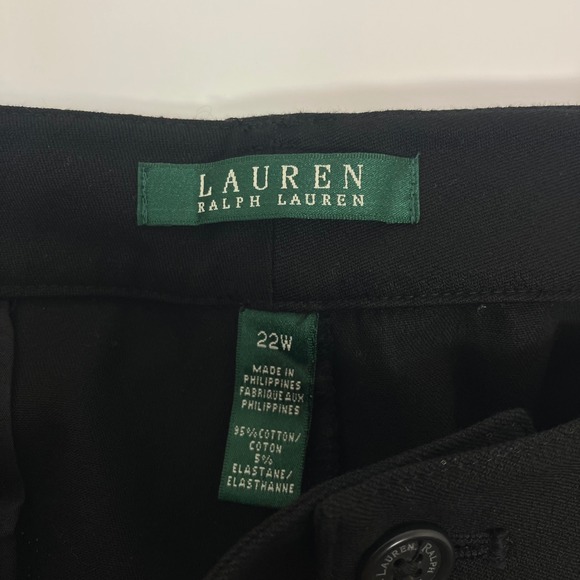 LAUREN
RALPH LAUREN
22W
MADE IN
PHILIPPINES
FABRIQUE AUX
PHILIPPINES
95% COTTON/
COTON
5%
ELASTANE/
ELASTHANNE
LAUREN RALPH